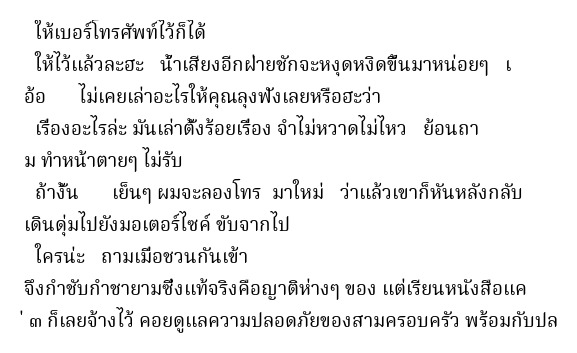 ให้เบอร์โทรศัพท์ไว้ก็ได้
ให้ไว้แล้วละฮะ น้ำเสียงอีกฝ่ายชักจะหงุดหงิดขึ้นมาหน่อยๆ เ
อ้อ ไม่เคยเล่าอะไรให้คุณลุงฟังเลยหรือฮะว่า
เรื่องอะไรล่ะ มันเล่าตั้งร้อยเรื่อง จำไม่หวาดไม่ไหว ย้อนถา
ม ทำหน้าตายๆ ไม่รับ
ถ้างั้น เย็นๆ ผมจะลองโทร มาใหม่ ว่าแล้วเขาก็หันหลังกลับ
เดินดุ่มไปยังมอเตอร์ไซค์ ขับจากไป
ใครน่ะ ถามเมื่อชวนกันเข้า
จึงกำชับกำชายามซึ่งแท้จริงคือญาติห่างๆ ของ แต่เรียนหนังสือแค
่ ๓ ก็เลยจ้างไว้ คอยดูแลความปลอดภัยของสามครอบครัว พร้อมกับปล